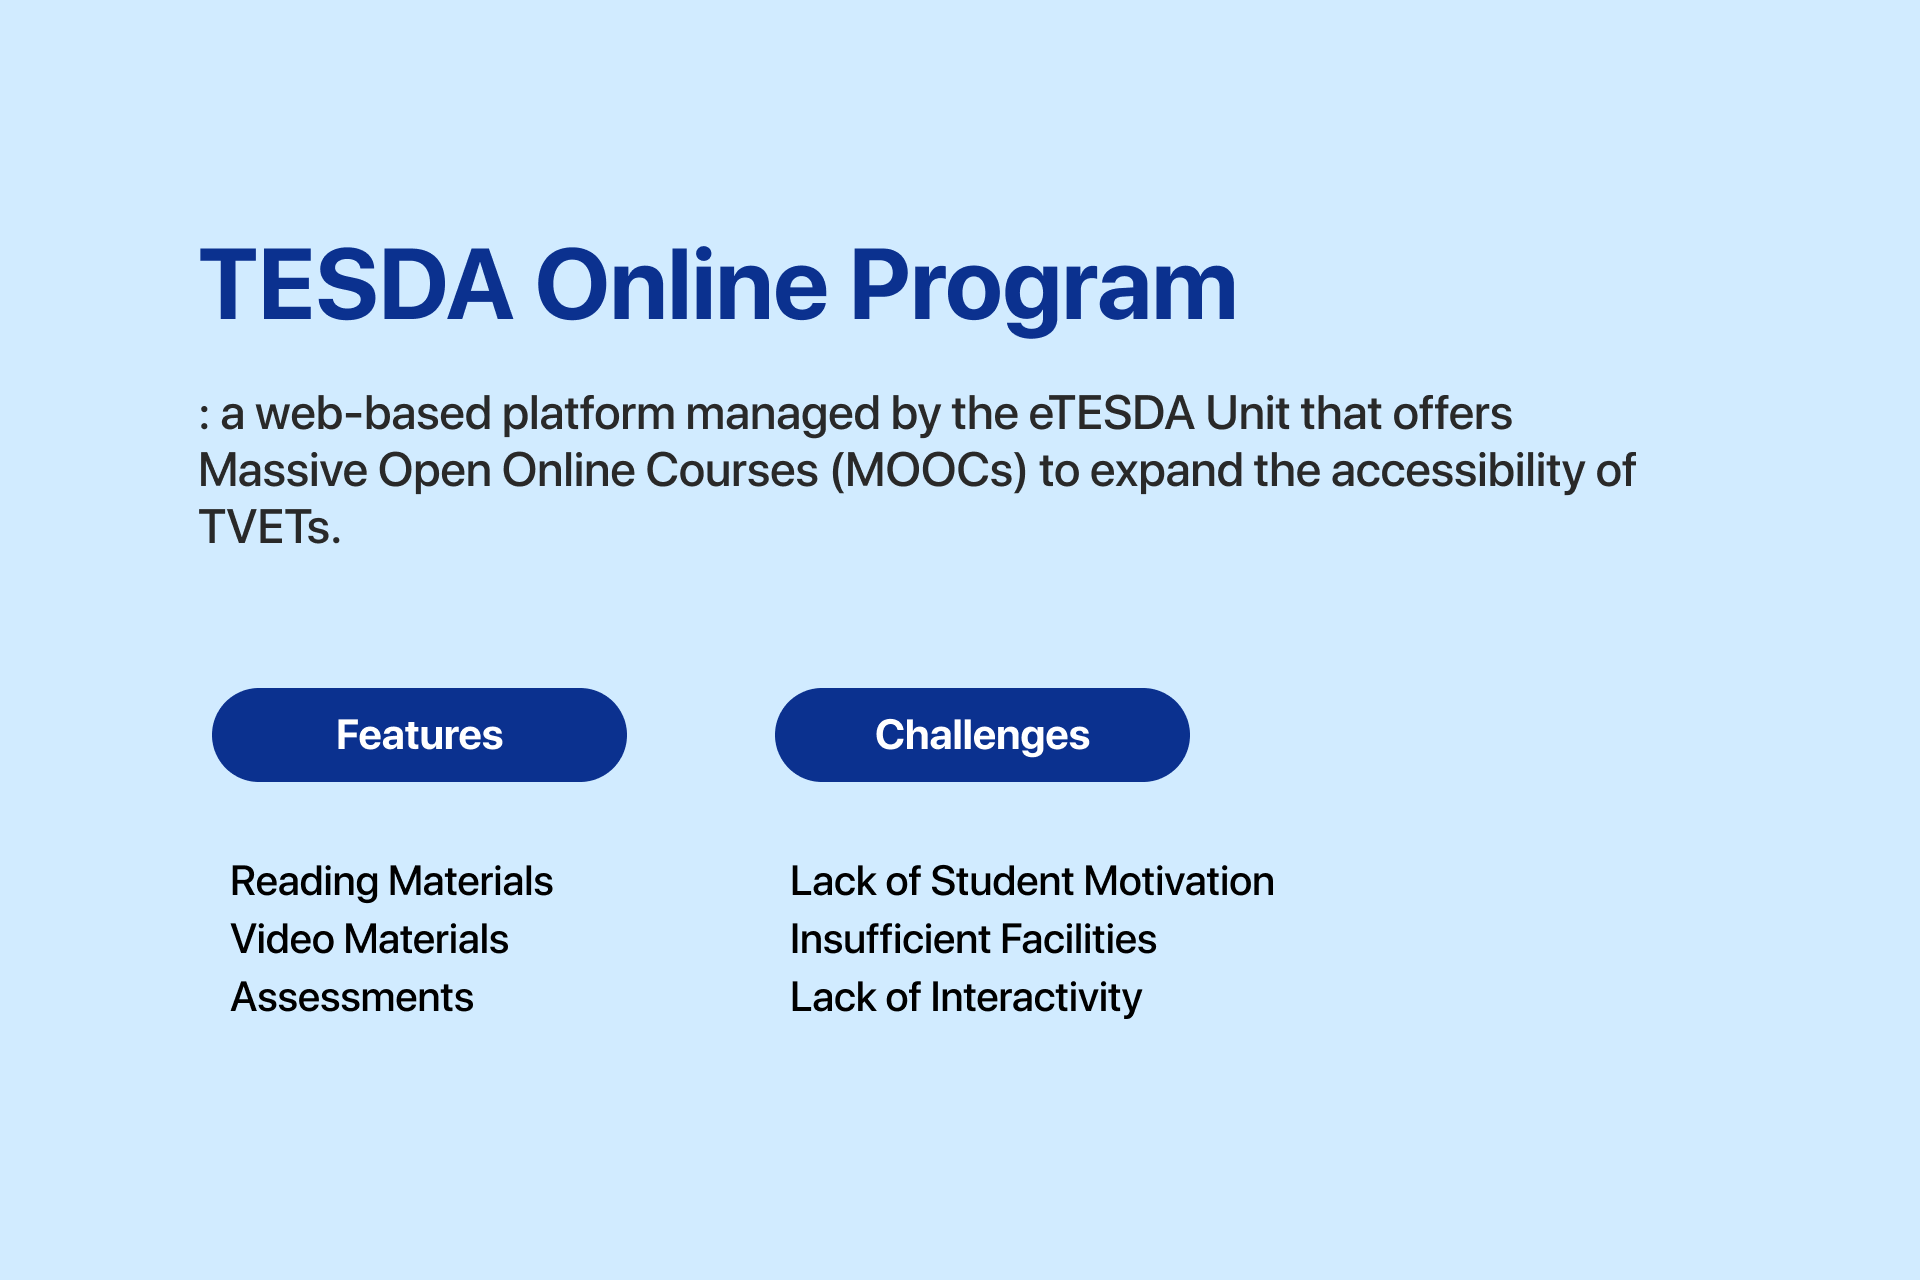 TESDA Online Program
: a web-based platform managed by the eTESDA Unit that offers
Massive Open Online Courses (MOOCs) to expand the accessibility of
TVETs.
Features
Reading Materials
Video Materials
Assessments
Challenges
Lack of Student Motivation
Insufficient Facilities
Lack of Interactivity